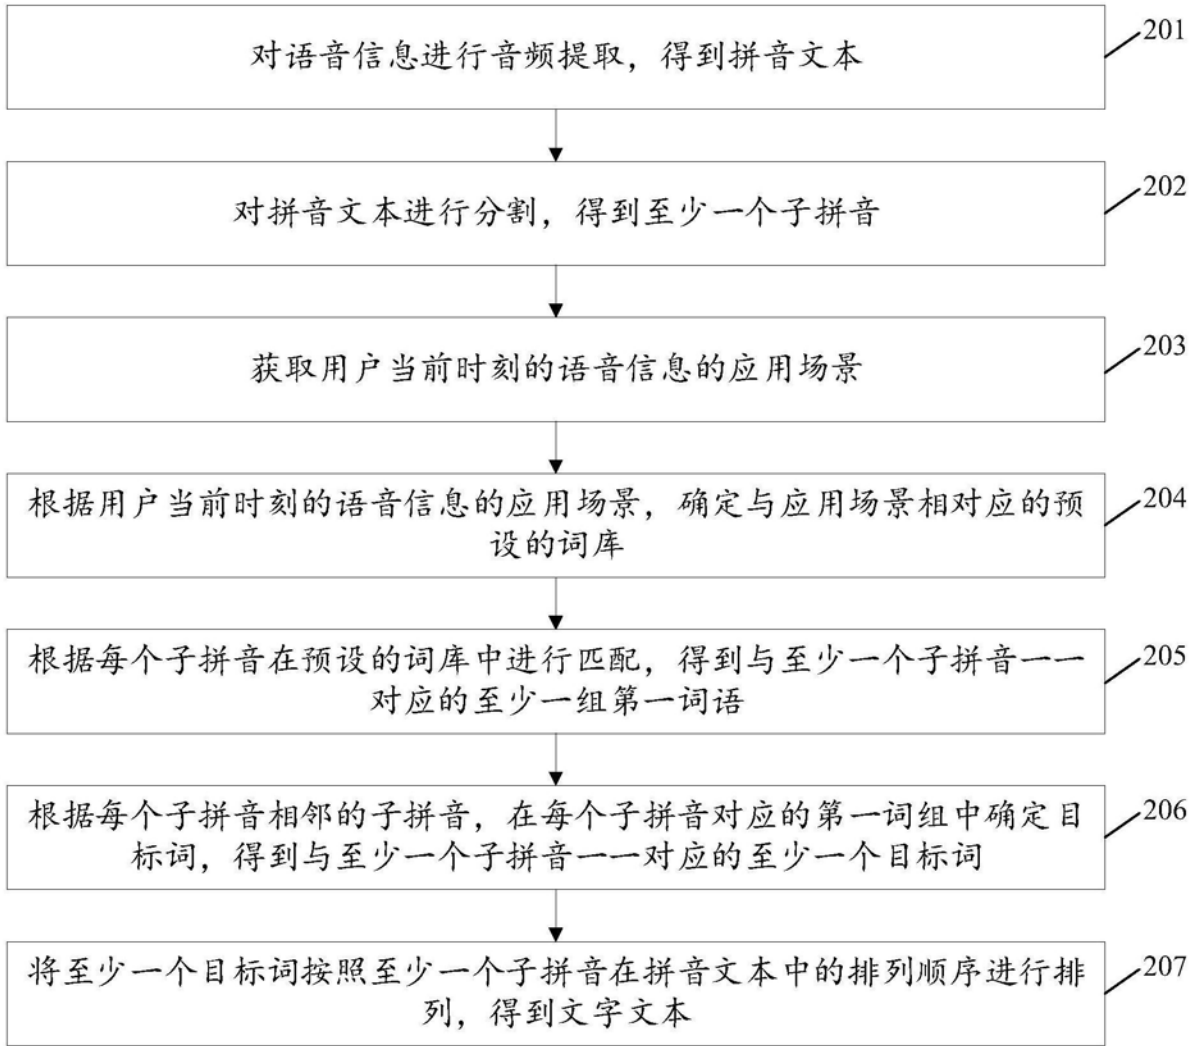 对语音信息进行音频提取，得到拼音文本
201
对拼音文本进行分割，得到至少一个子拼音
202
获取用户当前时刻的语音信息的应用场景
203
根据用户当前时刻的语音信息的应用场景，确定与应用场景相对应的预
设的词库
204
根据每个子拼音在预设的词库中进行匹配，得到与至少一个子拼音一一
对应的至少一组第一词语
205
根据每个子拼音相邻的子拼音，在每个子拼音对应的第一词组中确定目
标词，得到与至少一个子拼音一一对应的至少一个目标词
206
将至少一个目标词按照至少一个子拼音在拼音文本中的排列顺序进行排
列，得到文字文本
207